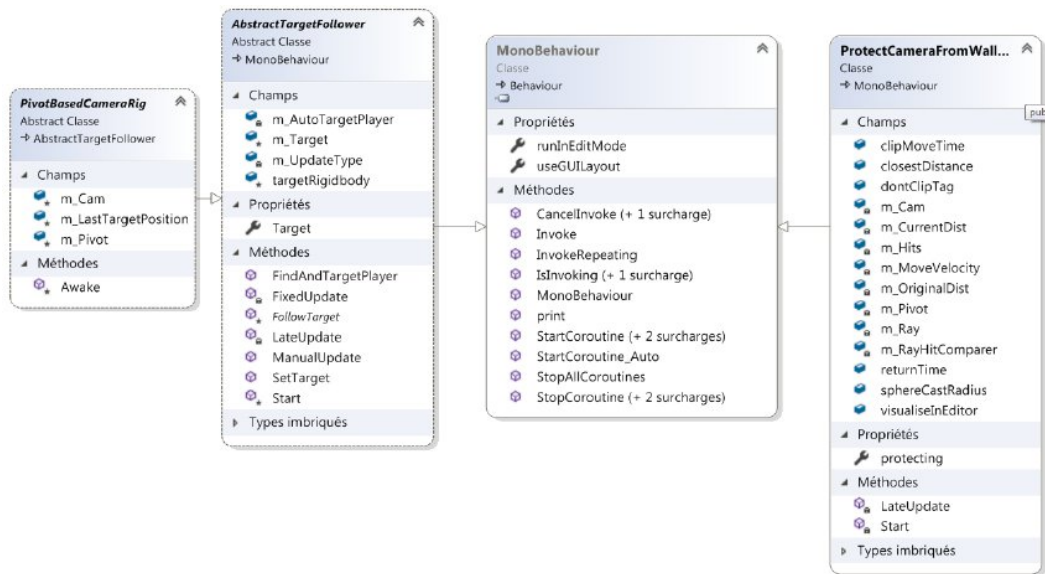 PivotBasedCameraRig
Abstract Classe
AbstractTargetFollower
Champs
m_Cam
m_LastTargetPosition
m_Pivot
Méthodes
Awake
AbstractTargetFollower
Abstract Classe
MonoBehaviour
Champs
m_AutoTargetPlayer
m_Target
m_UpdateType
targetRigidbody
Propriétés
Target
Méthodes
FindAndTargetPlayer
FixedUpdate
FollowTarget
LateUpdate
ManualUpdate
SetTarget
Start
Types imbriqués
MonoBehaviour
Classe
Behaviour
Propriétés
runInEditMode
useGUILayout
Méthodes
CancelInvoke (+ 1 surcharge)
Invoke
InvokeRepeating
IsInvoking (+ 1 surcharge)
MonoBehaviour
print
StartCoroutine (+ 2 surcharges)
StartCoroutine_Auto
StopAllCoroutines
StopCoroutine (+ 2 surcharges)
ProtectCameraFromWall...
Classe
MonoBehaviour
pub
Champs
clipMoveTime
closestDistance
dontClipTag
m_Cam
m_CurrentDist
m_Hits
m_MoveVelocity
m_OriginalDist
m_Pivot
m_Ray
m_RayHitComparer
returnTime
sphereCastRadius
visualiseInEditor
Propriétés
protecting
Méthodes
LateUpdate
Start
Types imbriqués